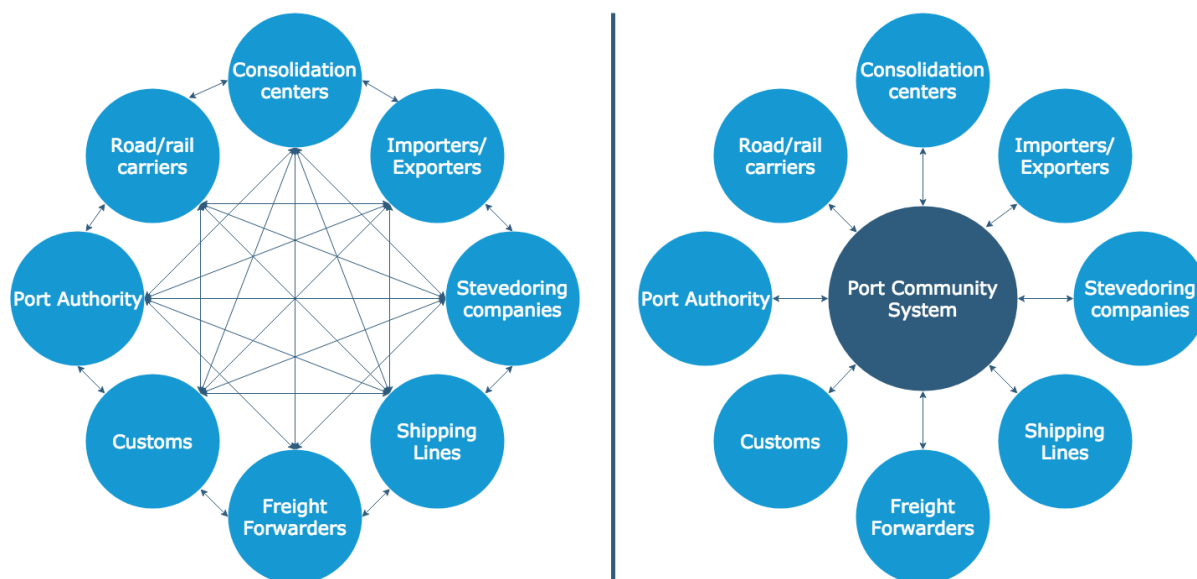 Consolidation
centers
Road/rail
carriers
Importers/
Exporters
Port Authority
Stevedoring
companies
Customs
Shipping
Lines
Freight
Forwarders
Consolidation
centers
Road/rail
carriers
Importers/
Exporters
Port Authority
Port Community
System
Stevedoring
companies
Customs
Shipping
Lines
Freight
Forwarders